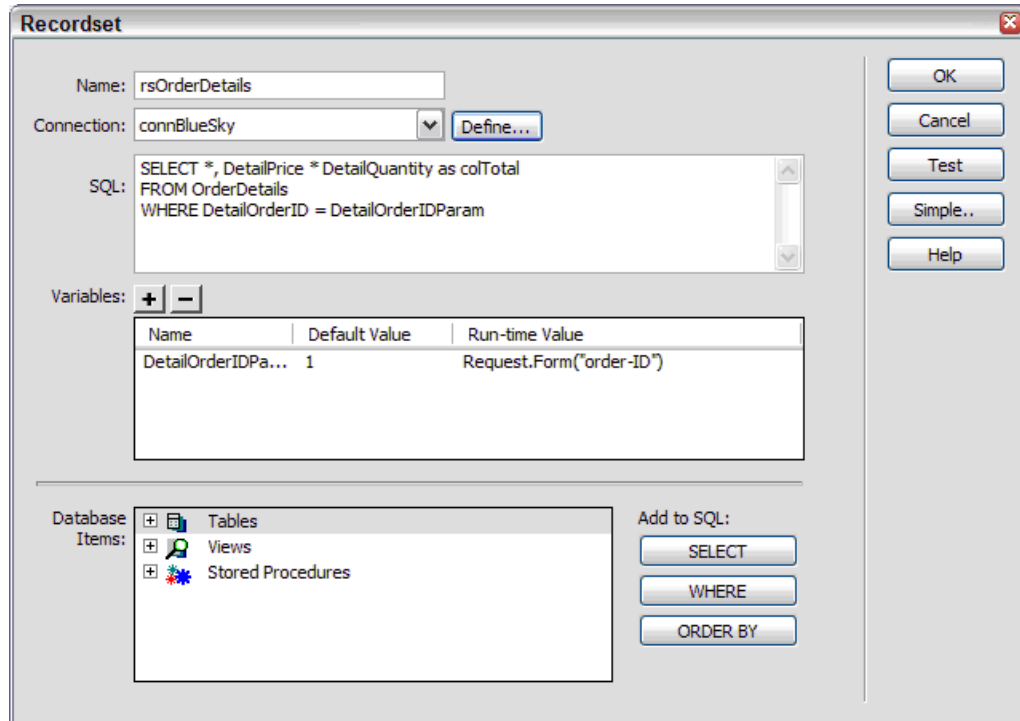 Recordset
Name: rsOrderDetails
OK
Connection: connBlueSky Define...
Cancel
SQL: SELECT *, DetailPrice * DetailQuantity as colTotal
FROM OrderDetails
WHERE DetailOrderID = DetailOrderIDParam
Test
Simple..
Help
Variables: + −
Name Default Value Run-time Value
DetailOrderIDPa... 1 Request.Form("order-ID")
Database Items:
Tables
Views
Stored Procedures
Add to SQL:
SELECT
WHERE
ORDER BY